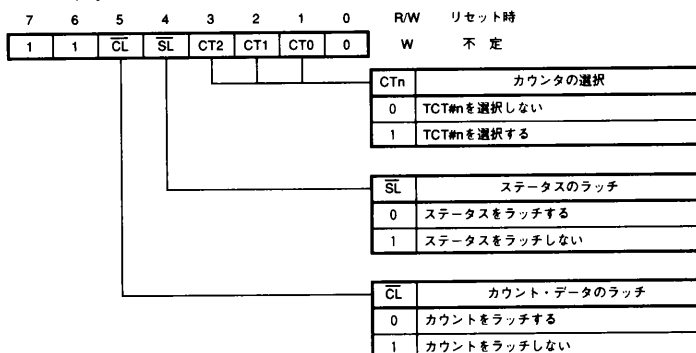 7 6 5 4 3 2 1 0 R/W リセット時
1 1 C̅L̅ S̅L̅ CT2 CT1 CT0 0 W 不 定
CTn カウンタの選択
0 TCT#nを選択しない
1 TCT#nを選択する
S̅L̅ ステータスのラッチ
0 ステータスをラッチする
1 ステータスをラッチしない
C̅L̅ カウント・データのラッチ
0 カウントをラッチする
1 カウントをラッチしない